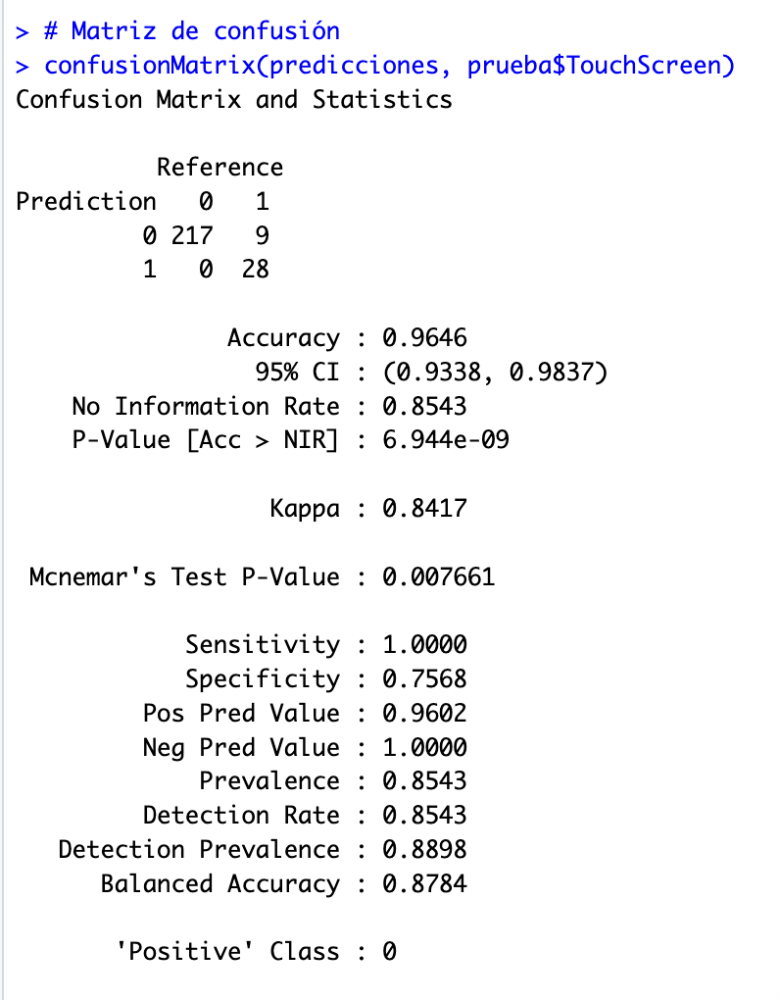 > # Matriz de confusión
> confusionMatrix(predicciones, prueba$TouchScreen)
Confusion Matrix and Statistics

          Reference
Prediction   0   1
         0 217   9
         1   0  28

               Accuracy : 0.9646
                 95% CI : (0.9338, 0.9837)
    No Information Rate : 0.8543
    P-Value [Acc > NIR] : 6.944e-09

                  Kappa : 0.8417

 Mcnemar's Test P-Value : 0.007661

            Sensitivity : 1.0000
            Specificity : 0.7568
         Pos Pred Value : 0.9602
         Neg Pred Value : 1.0000
             Prevalence : 0.8543
         Detection Rate : 0.8543
   Detection Prevalence : 0.8898
      Balanced Accuracy : 0.8784

       'Positive' Class : 0